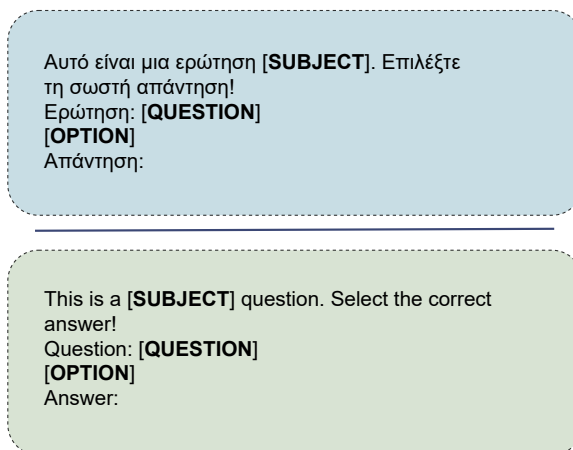 Αυτό είναι μια ερώτηση [SUBJECT]. Επιλέξτε
τη σωστή απάντηση!
Ερώτηση: [QUESTION]
[OPTION]
Απάντηση:
This is a [SUBJECT] question. Select the correct
answer!
Question: [QUESTION]
[OPTION]
Answer: